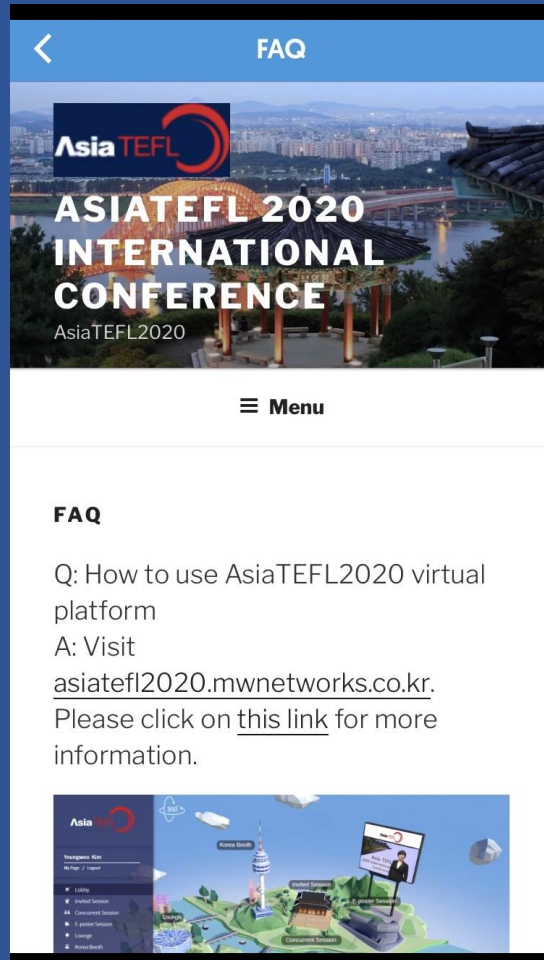 FAQ
Asia TEFL
ASIATEFL 2020
INTERNATIONAL
CONFERENCE
AsiaTEFL2020
Menu
FAQ
Q: How to use AsiaTEFL2020 virtual
platform
A: Visit
asiatefl2020.mwnetworks.co.kr.
Please click on this link for more
information.
Asia
360°
Korea Booth
Youngwoo Kim
My Page / Logout
Asia TEFL
Invited Session
Lobby
Invited Session
E-poster Session
Concurrent Session
Lounge
E-poster Session
Lounge
Concurrent Session
Korea Booth